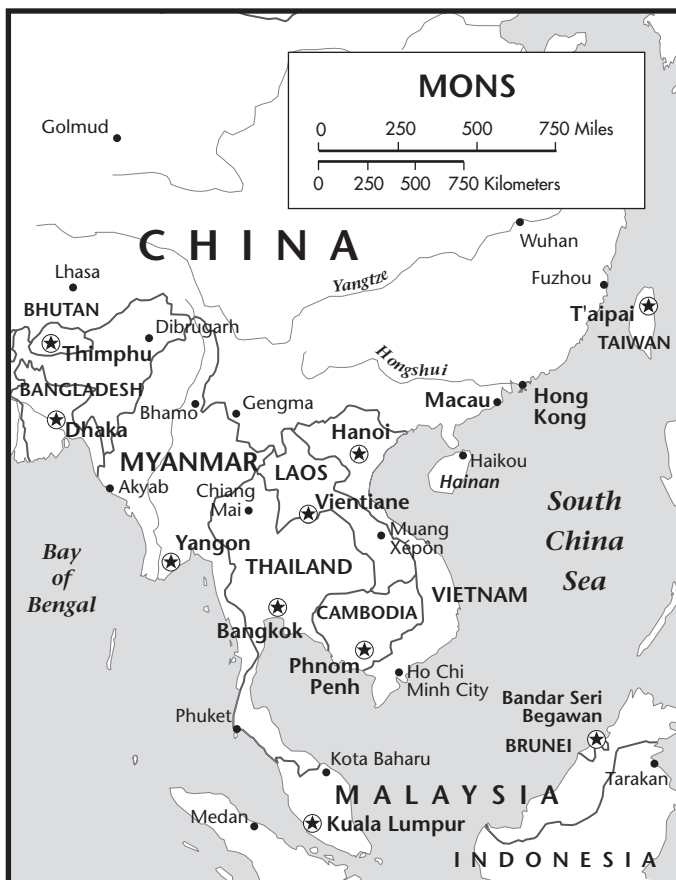 MONS
0 250 500 750 Miles
0 250 500 750 Kilometers
Golmud
CHINA
Wuhan
Yangtze
Lhasa
Fuzhou
BHUTAN
T'aipai
Dibrugarh
Thimphu
TAIWAN
Hongshui
BANGLADESH
Macau
Hong
Kong
Bhamo
Gengma
Dhaka
Hanoi
MYANMAR
LAOS
Haikou
Hainan
Akyab
Chiang
Mai
Vientiane
South
China
Sea
Muang
Xépôn
Yangon
Bay
of
Bengal
THAILAND
VIETNAM
CAMBODIA
Bangkok
Phnom
Penh
Ho Chi
Minh City
Bandar Seri
Begawan
Phuket
BRUNEI
Kota Baharu
Tarakan
MALAYSIA
Medan
Kuala Lumpur
INDONESIA